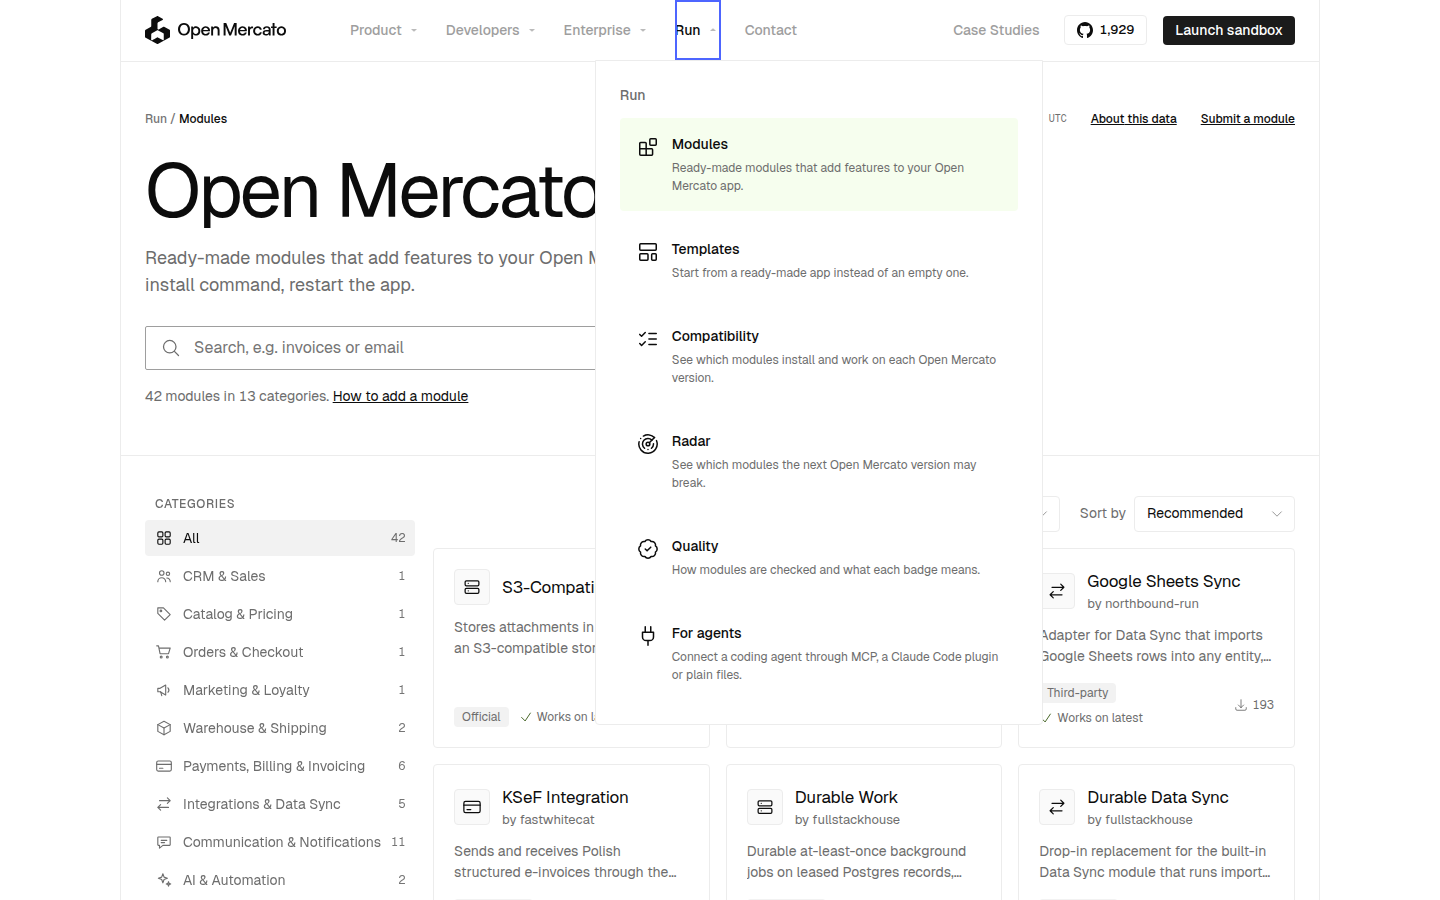 Open Mercato
Product
Developers
Enterprise
Run
Contact
Case Studies
1,929
Launch sandbox
Run / Modules
UTC
About this data
Submit a module
Open Mercato
Ready-made modules that add features to your Open
install command, restart the app.
Search, e.g. invoices or email
42 modules in 13 categories. How to add a module
Run
Modules
Ready-made modules that add features to your Open
Mercato app.
Templates
Start from a ready-made app instead of an empty one.
Compatibility
See which modules install and work on each Open Mercato
version.
Radar
See which modules the next Open Mercato version may
break.
Quality
How modules are checked and what each badge means.
For agents
Connect a coding agent through MCP, a Claude Code plugin
or plain files.
CATEGORIES
All 42
CRM & Sales 1
Catalog & Pricing 1
Orders & Checkout 1
Marketing & Loyalty 1
Warehouse & Shipping 2
Payments, Billing & Invoicing 6
Integrations & Data Sync 5
Communication & Notifications 11
AI & Automation 2
Sort by Recommended
S3-Compati
Stores attachments in
an S3-compatible stor
Official
Works on l
Google Sheets Sync
by northbound-run
Adapter for Data Sync that imports
Google Sheets rows into any entity,...
Third-party
Works on latest
193
KSeF Integration
by fastwhitecat
Sends and receives Polish
structured e-invoices through the...
Durable Work
by fullstackhouse
Durable at-least-once background
jobs on leased Postgres records,...
Durable Data Sync
by fullstackhouse
Drop-in replacement for the built-in
Data Sync module that runs import...